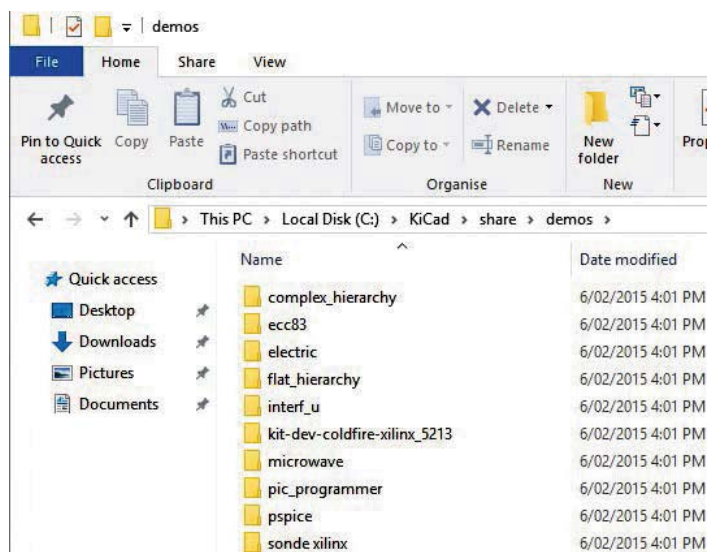 demos
File Home Share View
Pin to Quick access
Copy
Paste
Cut
Copy path
Paste shortcut
Clipboard
Move to
Copy to
Delete
Rename
Organise
New folder
New
Prop
This PC > Local Disk (C:) > KiCad > share > demos >
Name Date modified
Quick access
Desktop
Downloads
Pictures
Documents
complex_hierarchy 6/02/2015 4:01 PM
ecc83 6/02/2015 4:01 PM
electric 6/02/2015 4:01 PM
flat_hierarchy 6/02/2015 4:01 PM
interf_u 6/02/2015 4:01 PM
kit-dev-coldfire-xilinx_5213 6/02/2015 4:01 PM
microwave 6/02/2015 4:01 PM
pic_programmer 6/02/2015 4:01 PM
pspice 6/02/2015 4:01 PM
sonde xilinx 6/02/2015 4:01 PM